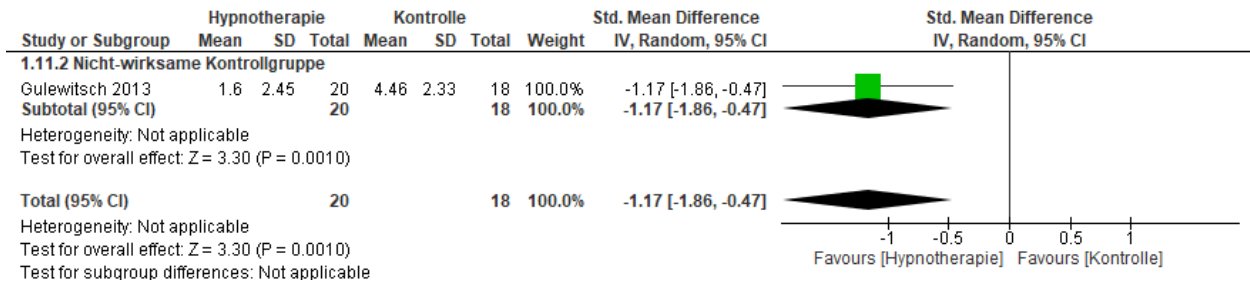 Hypnotherapie Kontrolle Std. Mean Difference Std. Mean Difference
Study or Subgroup Mean SD Total Mean SD Total Weight IV, Random, 95% CI IV, Random, 95% CI
1.11.2 Nicht-wirksame Kontrollgruppe
Gulewitsch 2013 1.6 2.45 20 4.46 2.33 18 100.0% -1.17 [-1.86, -0.47]
Subtotal (95% CI) 20 18 100.0% -1.17 [-1.86, -0.47]
Heterogeneity: Not applicable
Test for overall effect: Z = 3.30 (P = 0.0010)
Total (95% CI) 20 18 100.0% -1.17 [-1.86, -0.47]
Heterogeneity: Not applicable
Test for overall effect: Z = 3.30 (P = 0.0010)
Test for subgroup differences: Not applicable
-1 -0.5 0 0.5 1
Favours [Hypnotherapie] Favours [Kontrolle]